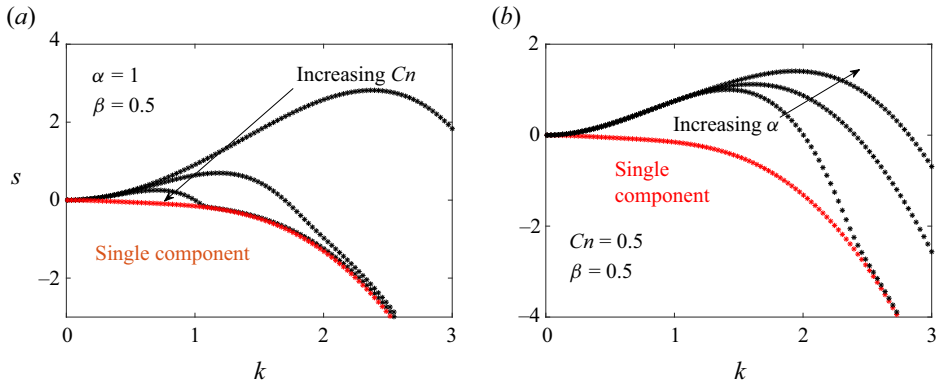 (a)
4
2
0
−2
s
α = 1
β = 0.5
Increasing Cn
Single component
0
1
2
3
k
(b)
2
0
−2
−4
Increasing α
Single
component
Cn = 0.5
β = 0.5
0
1
2
3
k